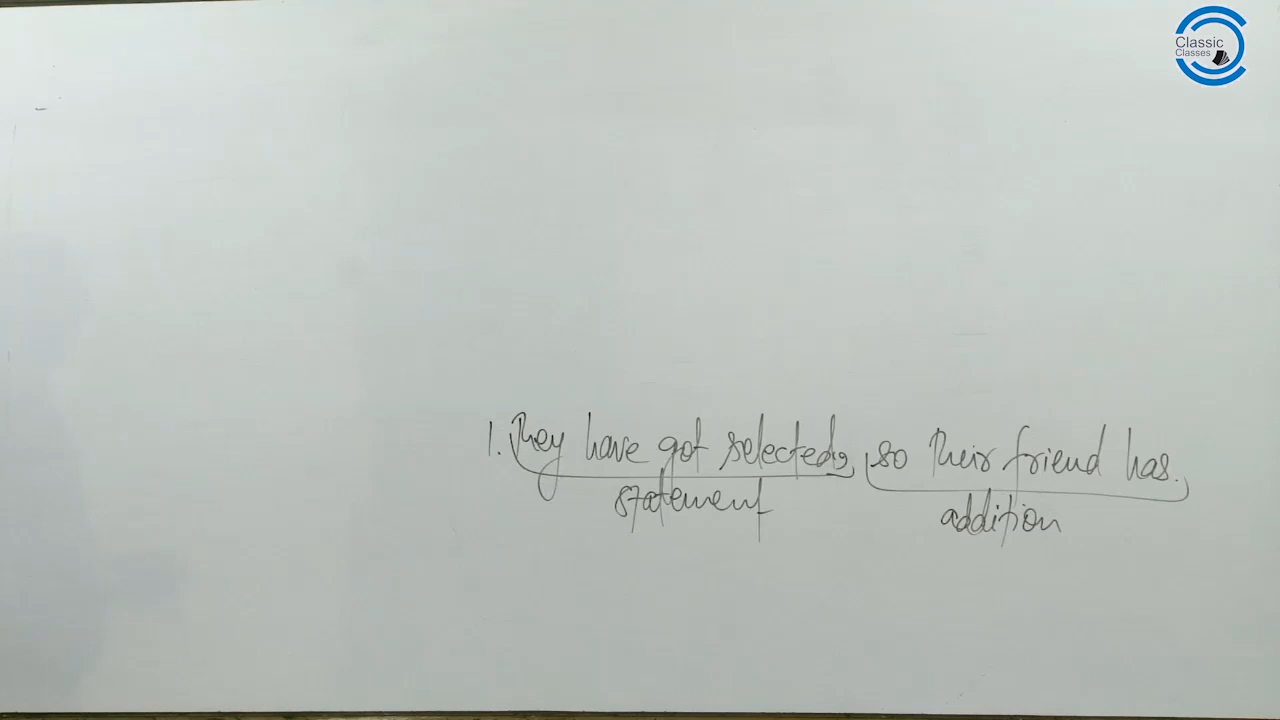 Classic
Classes
1. They have got selected, so their friend has.
statement addition